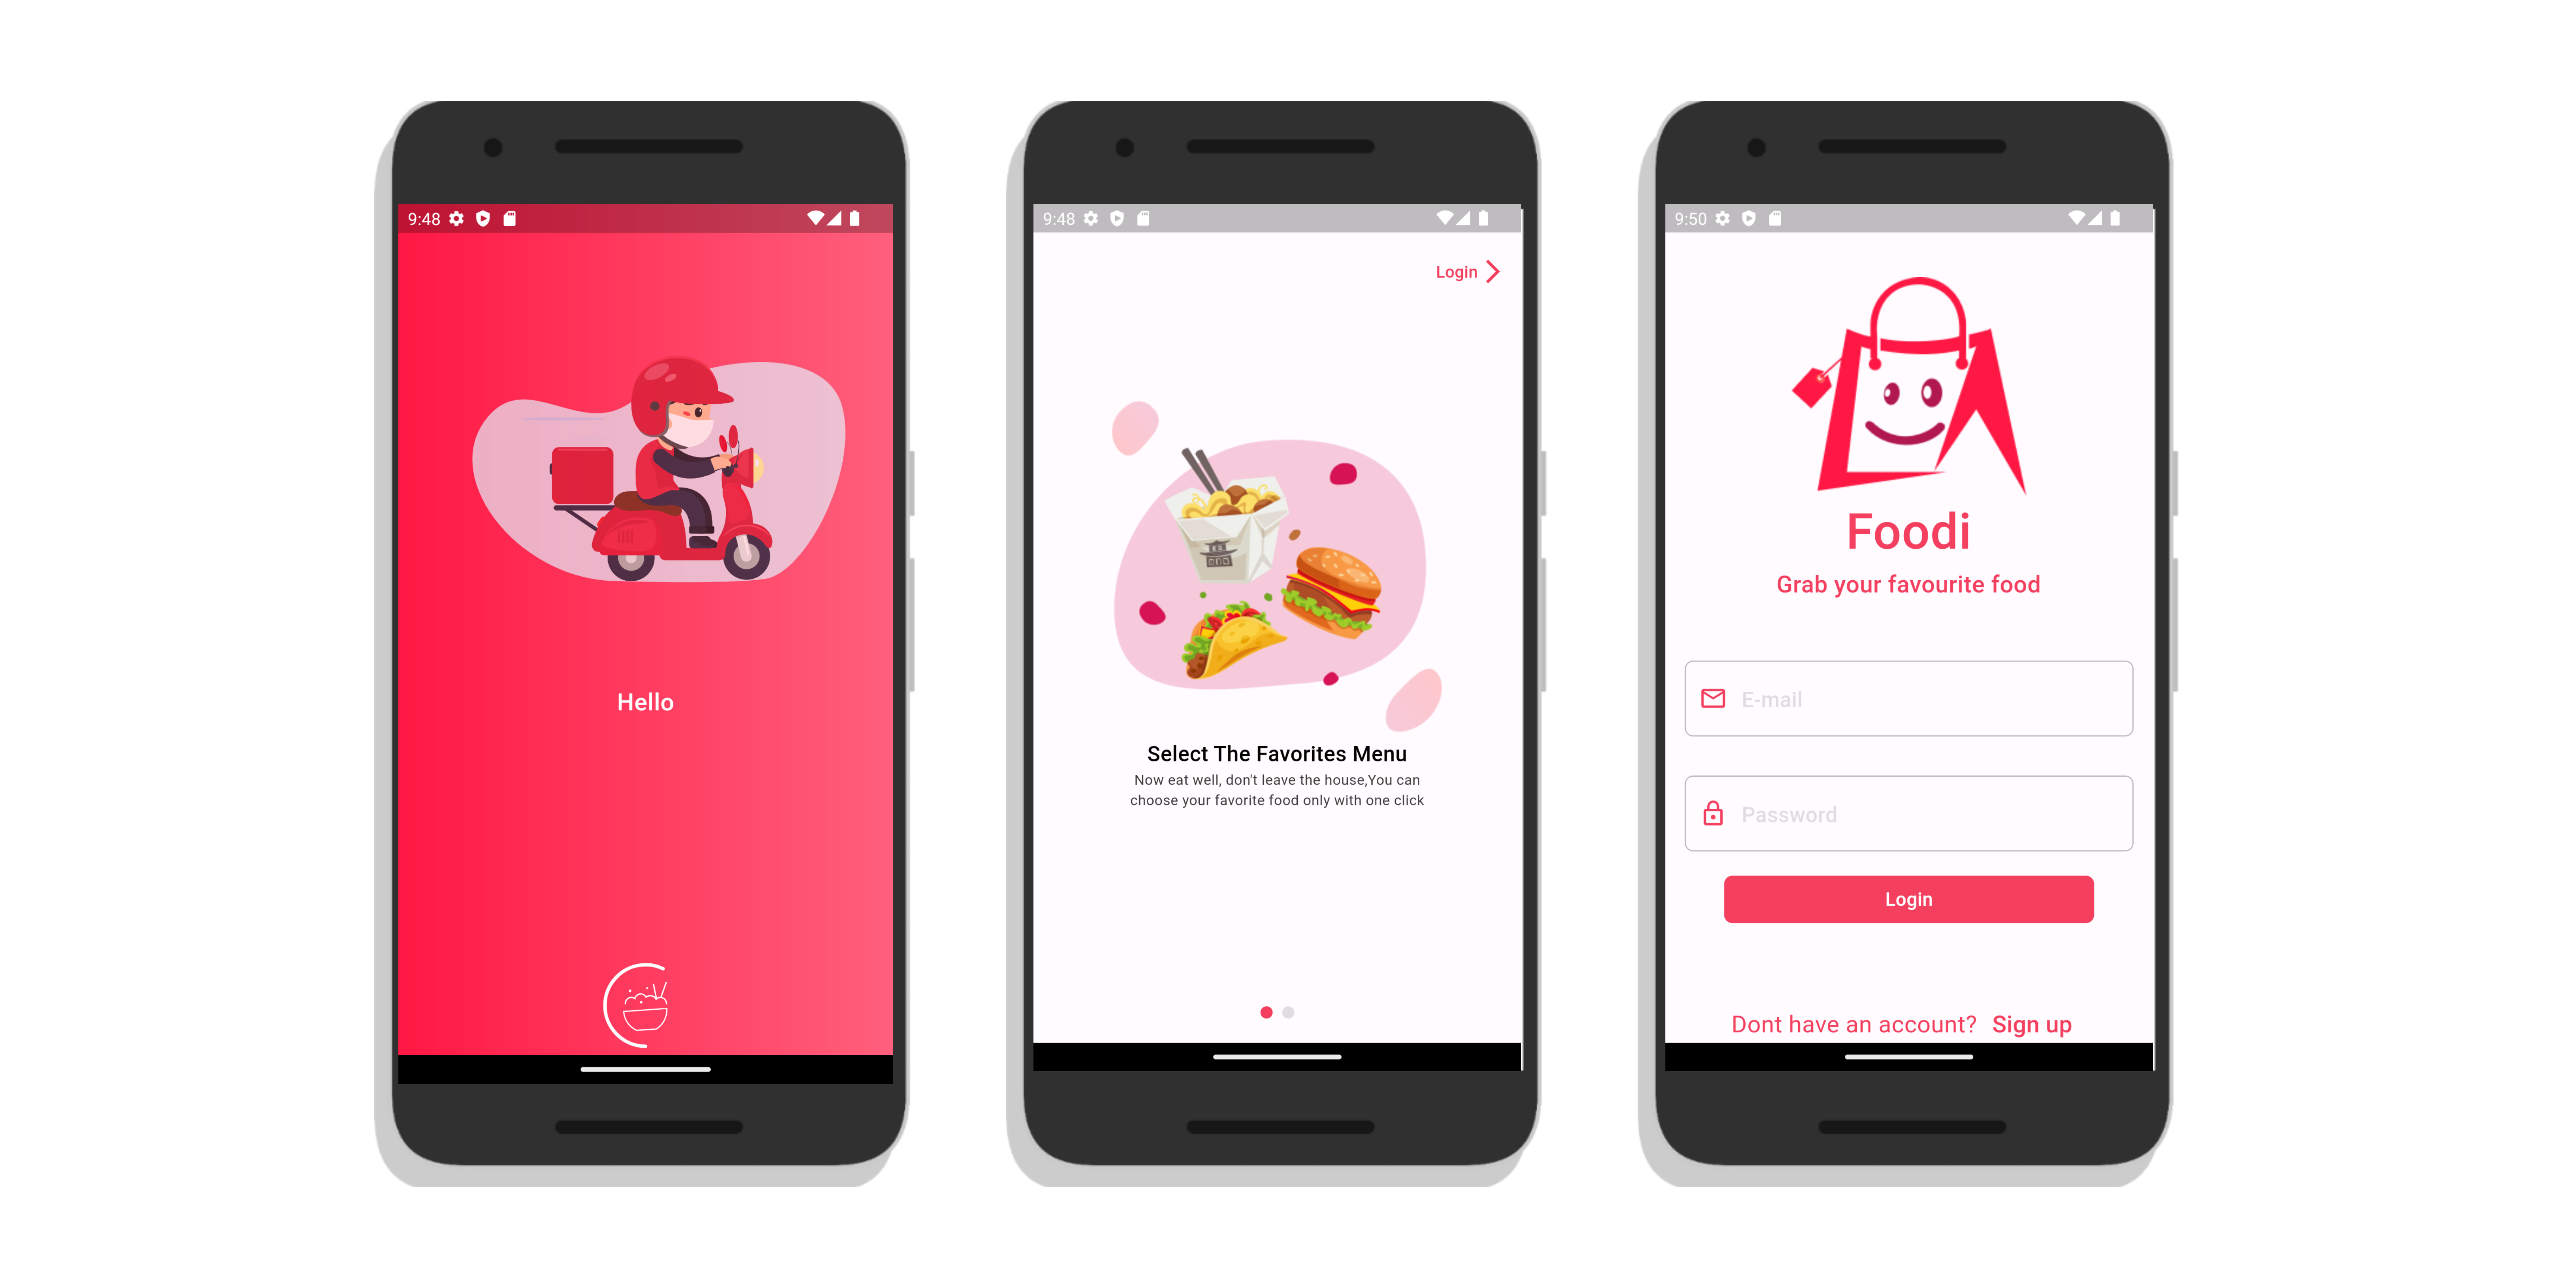 9:48
Hello
9:48
Login
Select The Favorites Menu
Now eat well, don't leave the house,You can
choose your favorite food only with one click
9:50
Foodi
Grab your favourite food
E-mail
Password
Login
Dont have an account? Sign up